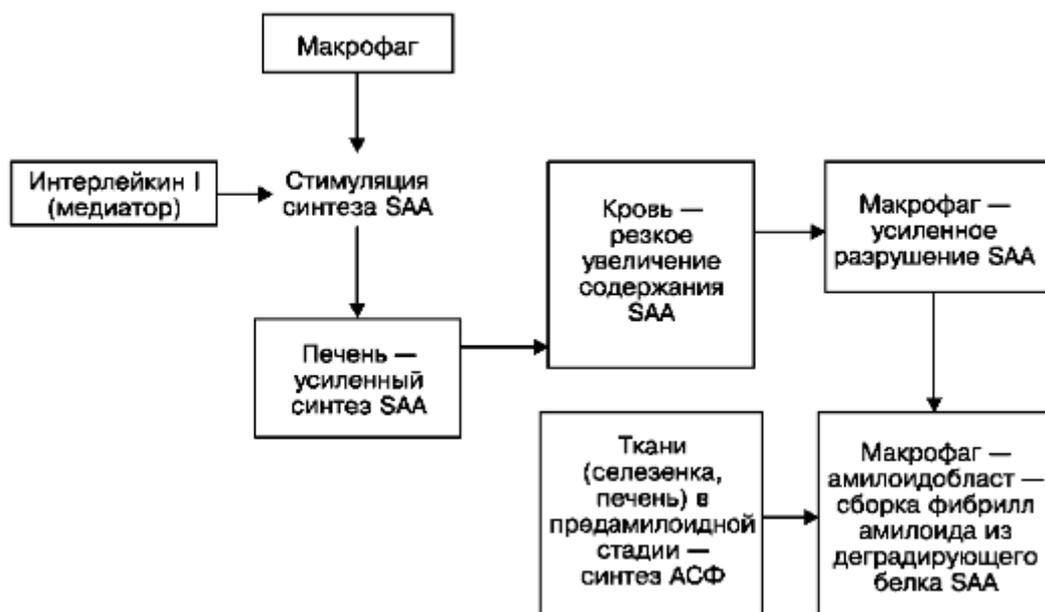 Макрофаг
Интерлейкин I
(медиатор)
Стимуляция
синтеза SAA
Кровь —
резкое
увеличение
содержания
SAA
Макрофаг —
усиленное
разрушение SAA
Печень —
усиленный
синтез SAA
Ткани
(селезенка,
печень) в
предамилоидной
стадии —
синтез АСФ
Макрофаг —
амилоидобласт —
сборка фибрилл
амилоида из
деградирующего
белка SAA